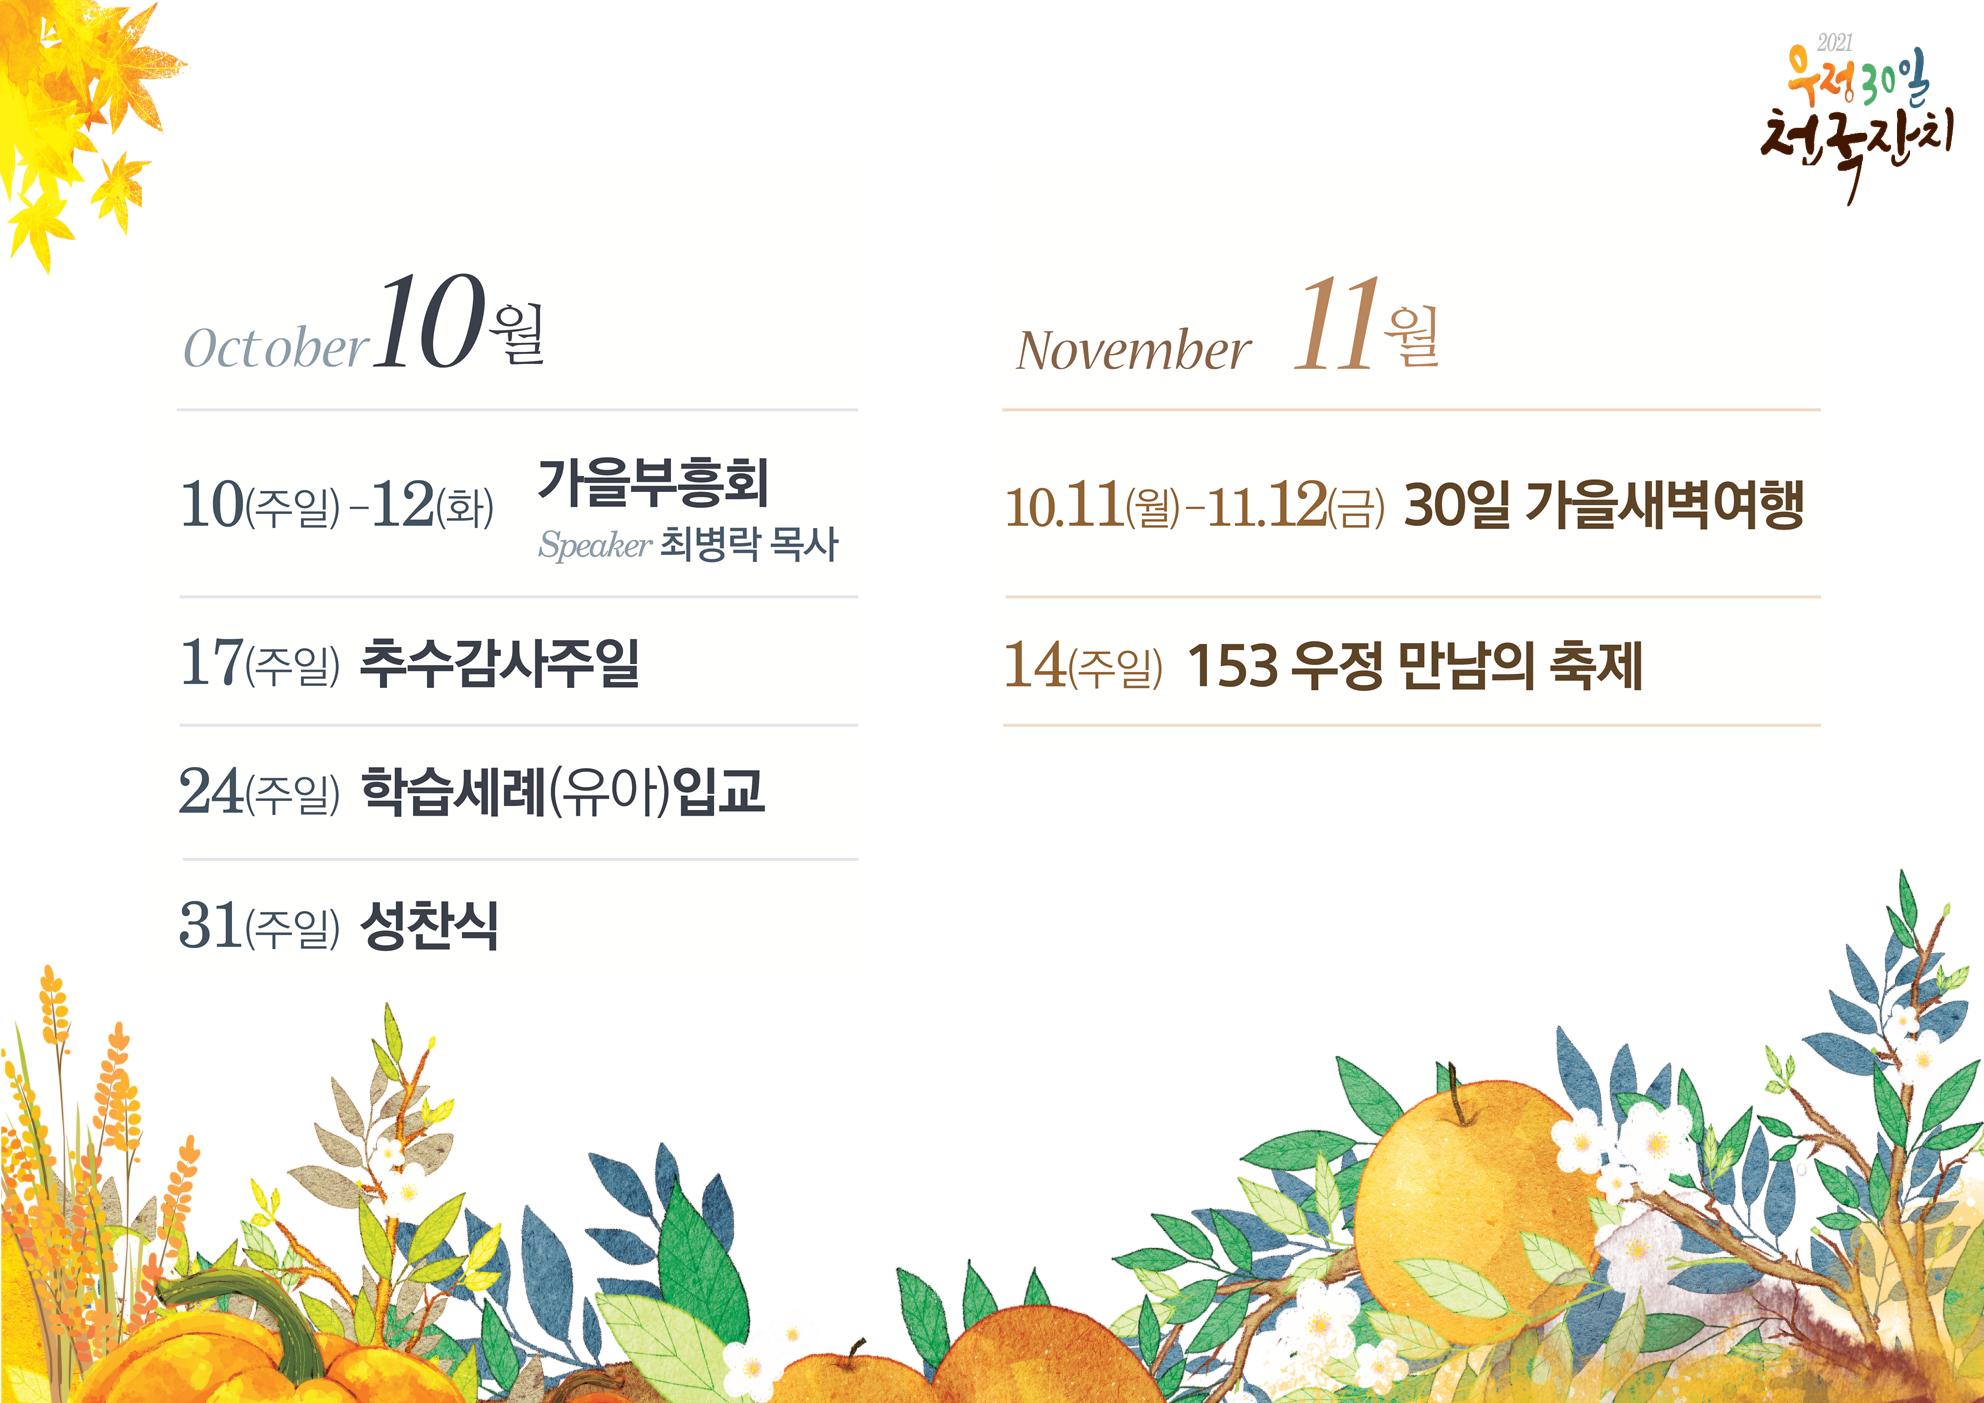 2021
우정30일
천국잔치
October 10월
10(주일)-12(화) 가을부흥회
Speaker 최병락 목사
17(주일) 추수감사주일
24(주일) 학습세례(유아)입교
31(주일) 성찬식
November 11월
10.11(월)-11.12(금) 30일 가을새벽여행
14(주일) 153 우정 만남의 축제